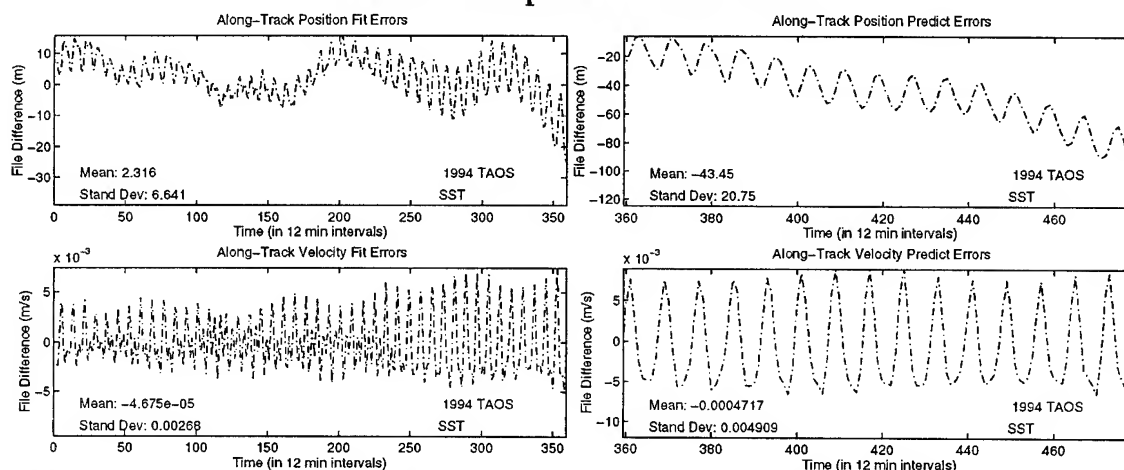 Along-Track Position Fit Errors
File Difference (m)
10
0
-10
-20
-30
Mean: 2.316
Stand Dev: 6.641
1994 TAOS
SST
0 50 100 150 200 250 300 350
Time (in 12 min intervals)
Along-Track Position Predict Errors
File Difference (m)
-20
-40
-60
-80
-100
-120
Mean: -43.45
Stand Dev: 20.75
1994 TAOS
SST
360 380 400 420 440 460
Time (in 12 min intervals)
Along-Track Velocity Fit Errors
x 10^-3
File Difference (m/s)
5
0
-5
Mean: -4.675e-05
Stand Dev: 0.00268
1994 TAOS
SST
0 50 100 150 200 250 300 350
Time (in 12 min intervals)
Along-Track Velocity Predict Errors
x 10^-3
File Difference (m/s)
5
0
-5
-10
Mean: -0.0004717
Stand Dev: 0.004909
1994 TAOS
SST
360 380 400 420 440 460
Time (in 12 min intervals)